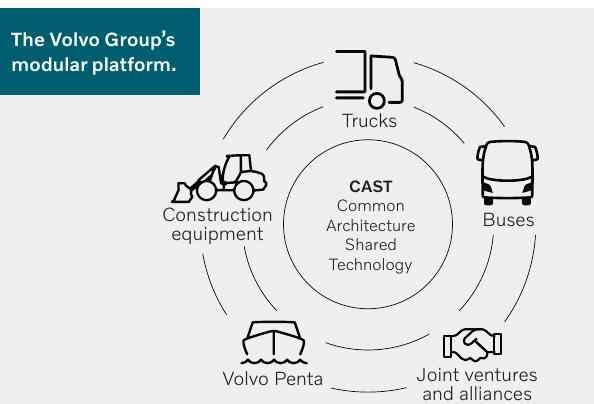 The Volvo Group's
modular platform.
Trucks
CAST
Common
Architecture
Shared
Technology
Construction
equipment
Buses
Volvo Penta
Joint ventures
and alliances